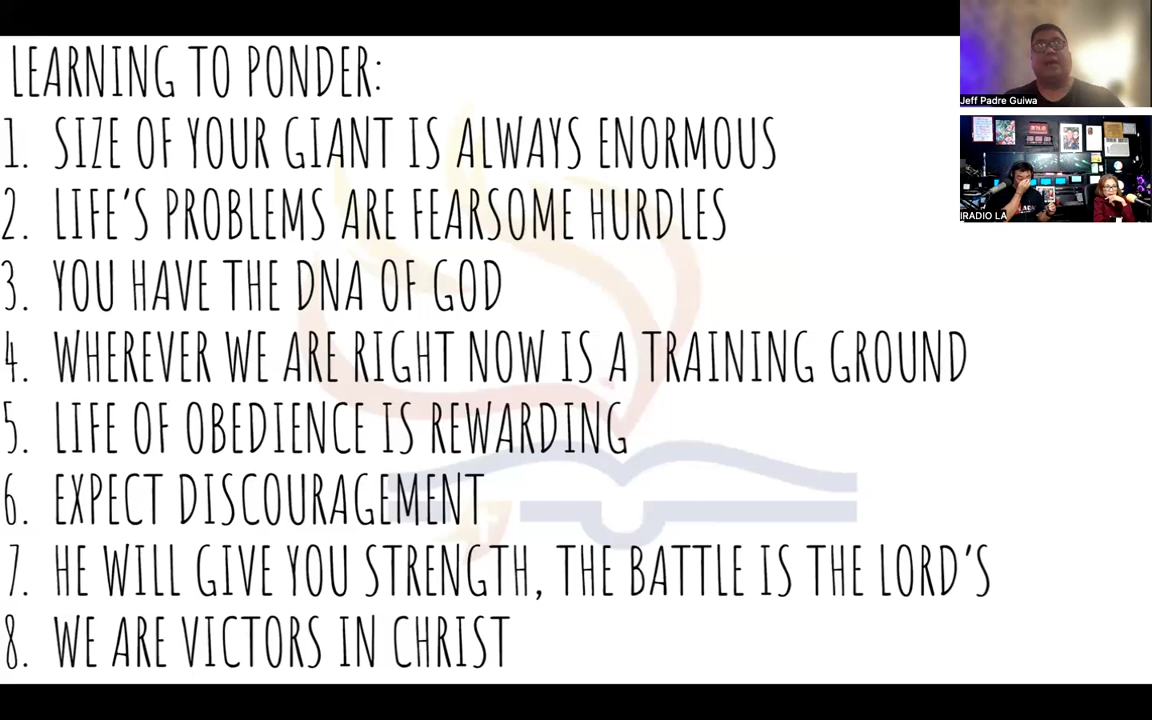 LEARNING TO PONDER:
1. SIZE OF YOUR GIANT IS ALWAYS ENORMOUS
2. LIFE'S PROBLEMS ARE FEARSOME HURDLES
3. YOU HAVE THE DNA OF GOD
4. WHEREVER WE ARE RIGHT NOW IS A TRAINING GROUND
5. LIFE OF OBEDIENCE IS REWARDING
6. EXPECT DISCOURAGEMENT
7. HE WILL GIVE YOU STRENGTH, THE BATTLE IS THE LORD'S
8. WE ARE VICTORS IN CHRIST
Jeff Padre Guiwa
IRADIO LA